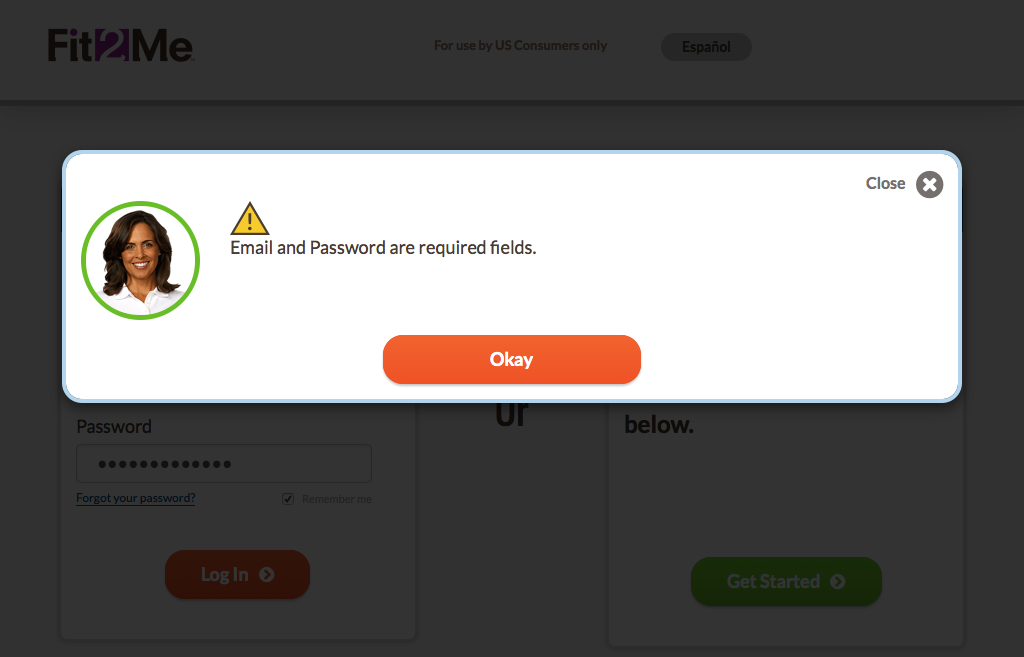 Fit2Me
For use by US Consumers only
Español
Close
Email and Password are required fields.
Okay
Or
below.
Password
Forgot your password?
Remember me
Log In
Get Started